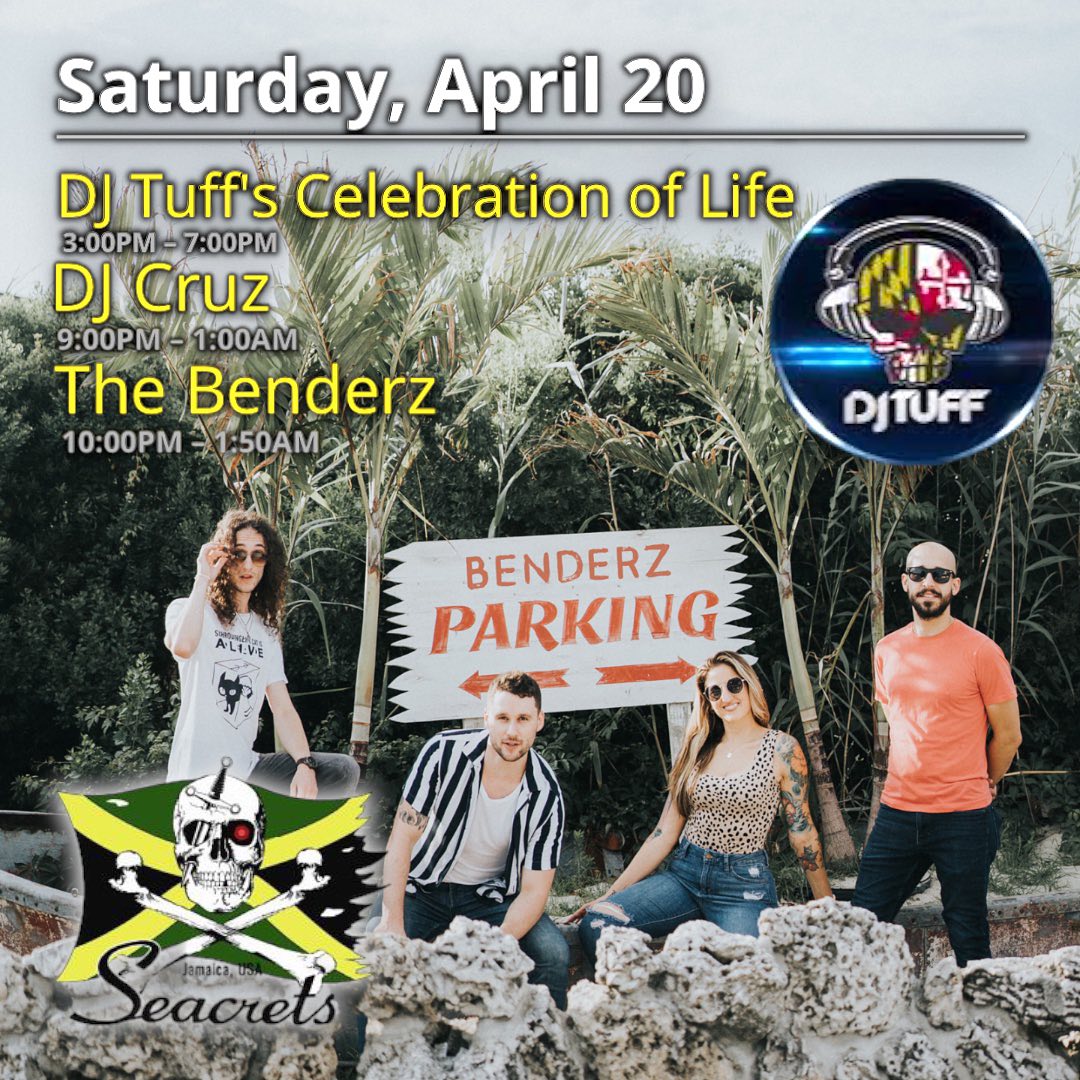 Saturday, April 20
DJ Tuff's Celebration of Life
3:00PM – 7:00PM
DJ Cruz
9:00PM – 1:00AM
The Benderz
10:00PM – 1:50AM
DJTUFF
BENDERZ
PARKING
ALIVE
Jamaica, USA
Seacrets